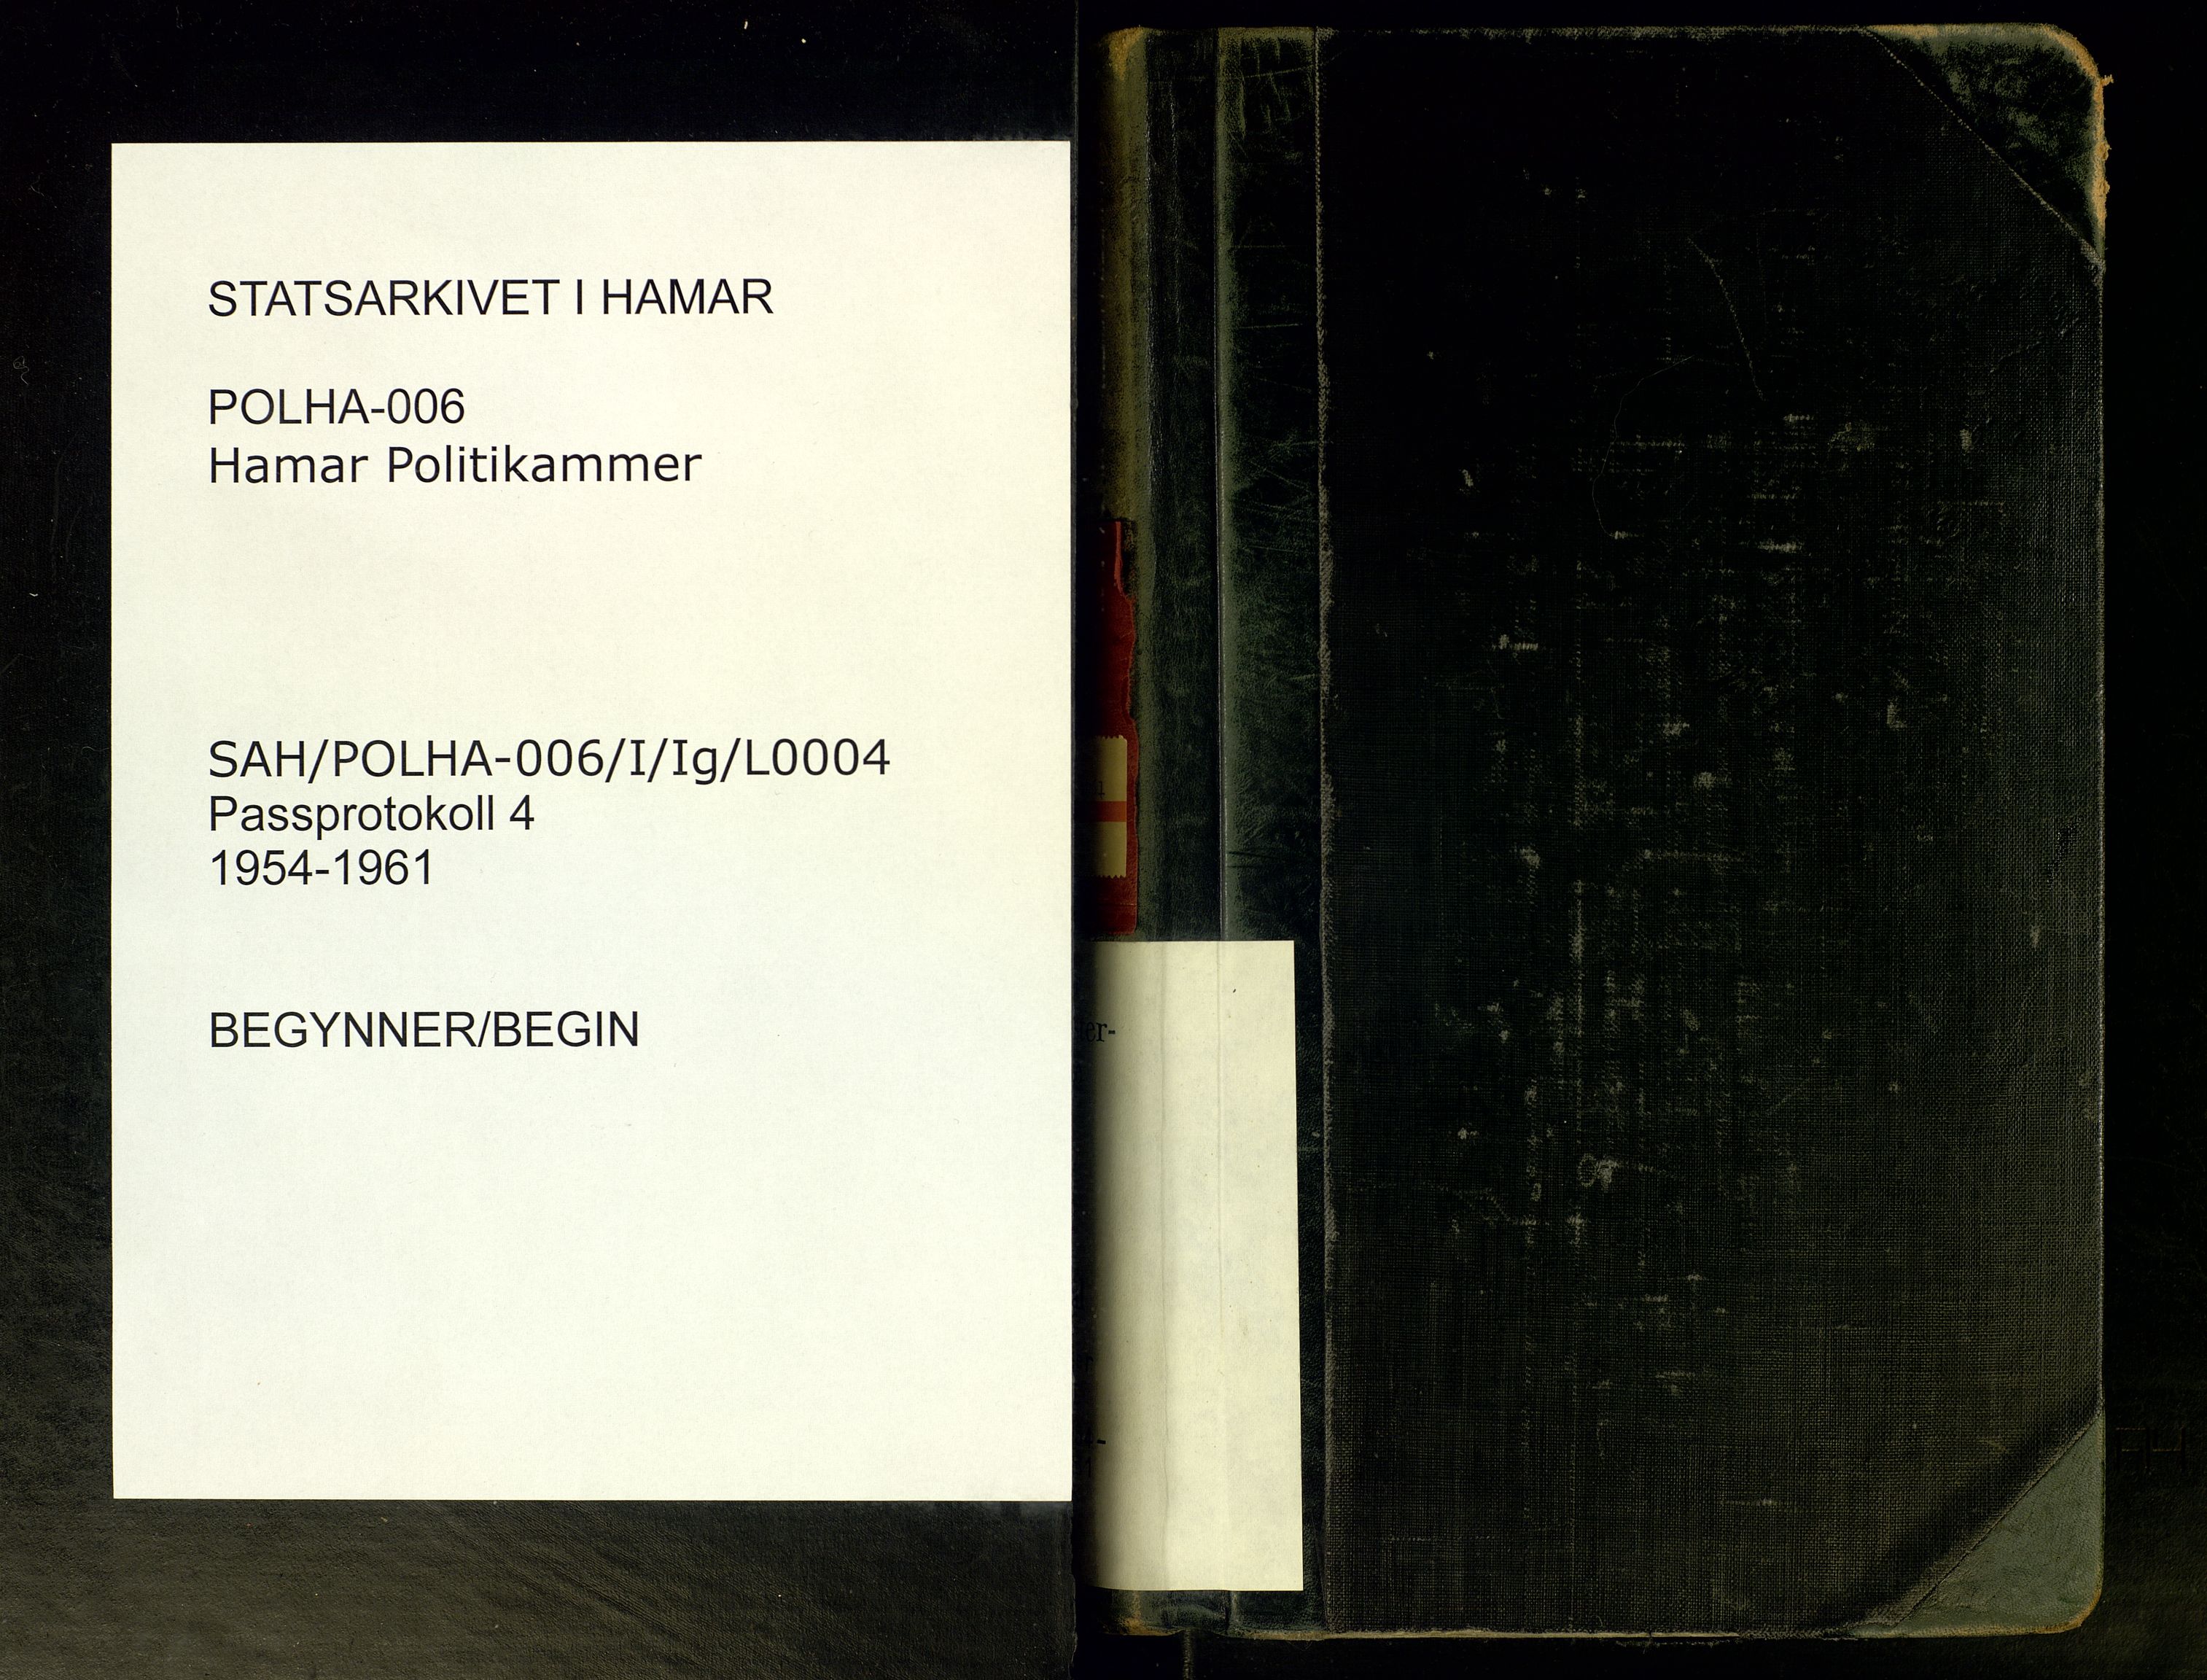 STATSARKIVET I HAMAR
POLHA-006
Hamar Politikammer
SAH/POLHA-006/I/Ig/L0004
Passprotokoll 4
1954-1961
BEGYNNER/BEGIN